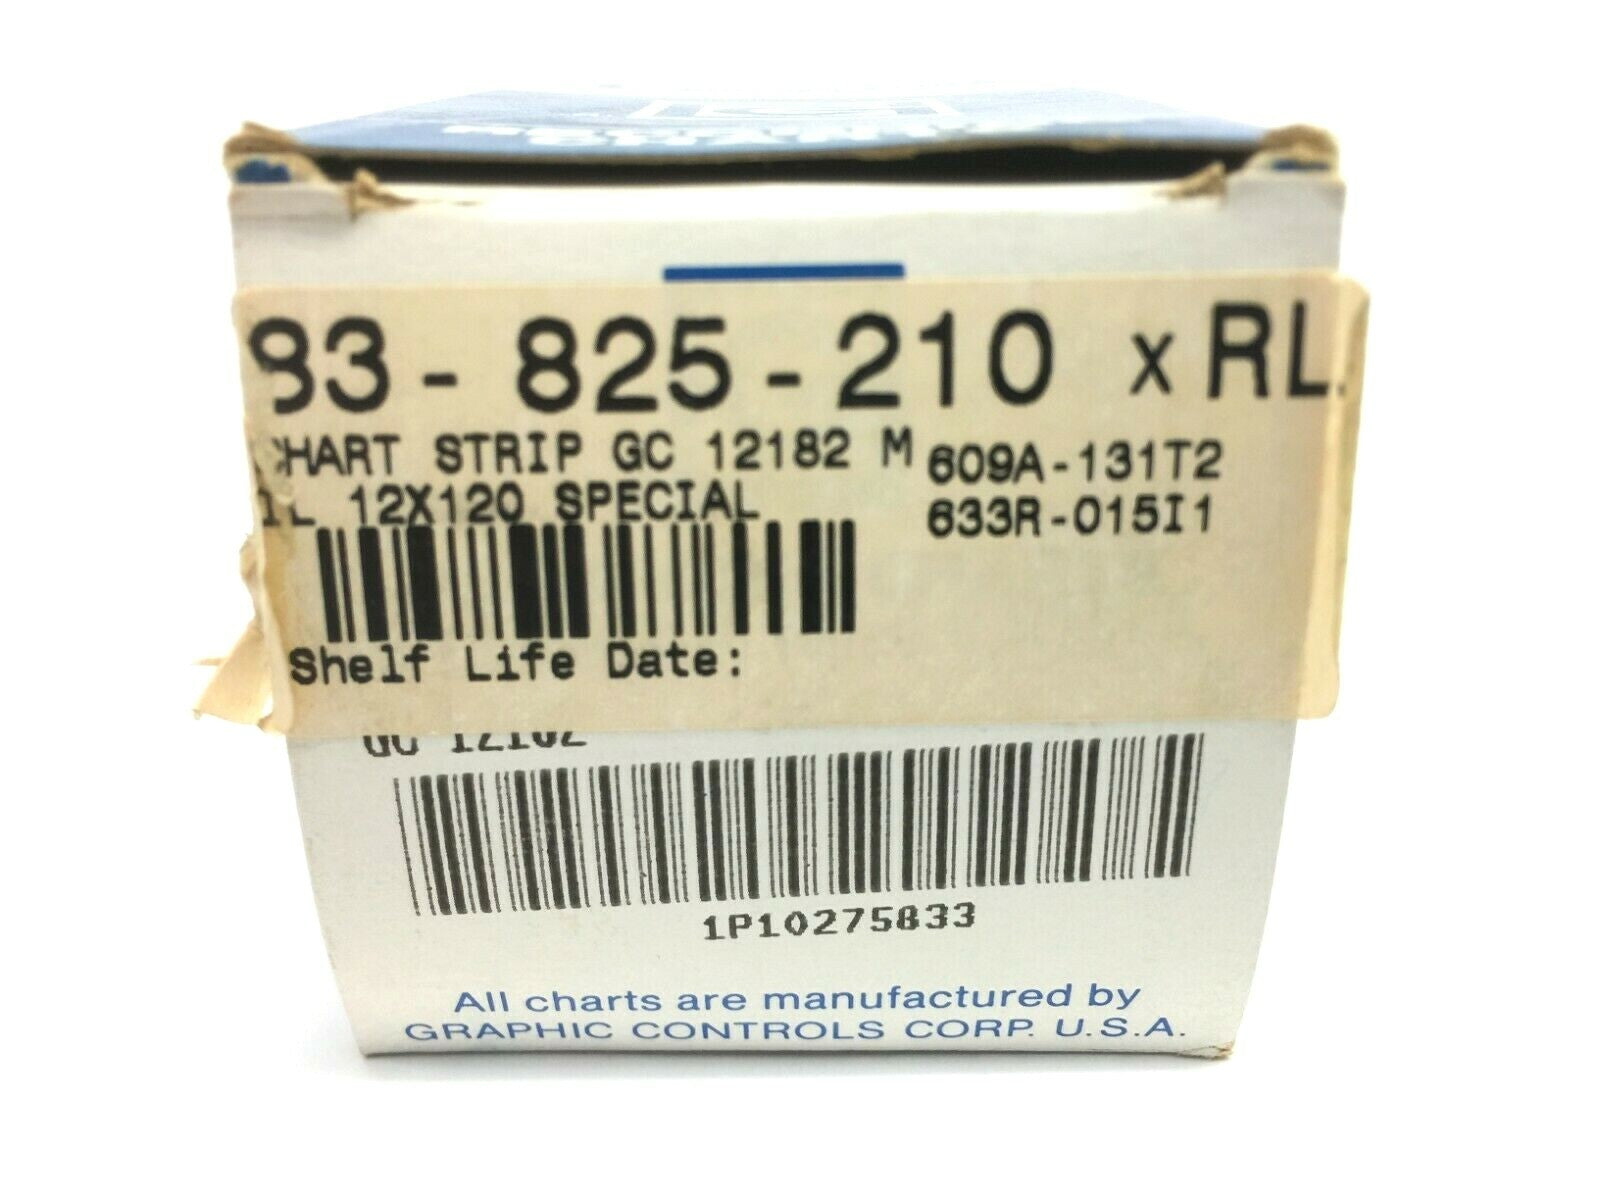 83 - 825 - 210 x RL
CHART STRIP GC 12182 M
609A-131T2
1L 12X120 SPECIAL
633R-015I1
Shelf Life Date:
GC 12182
1P10275833
All charts are manufactured by
GRAPHIC CONTROLS CORP. U.S.A.